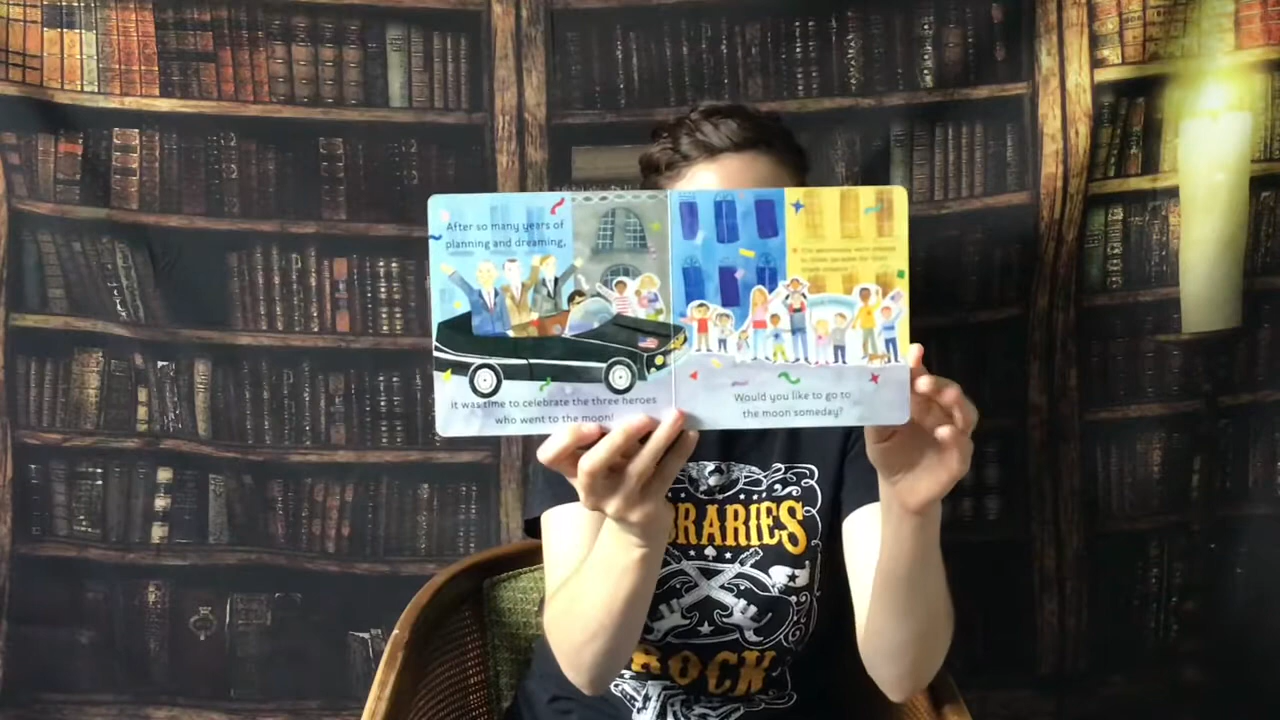 After so many years of
planning and dreaming,
it was time to celebrate the three heroes
who went to the moon!
Would you like to go to
the moon someday?
BRARIES
ROCK